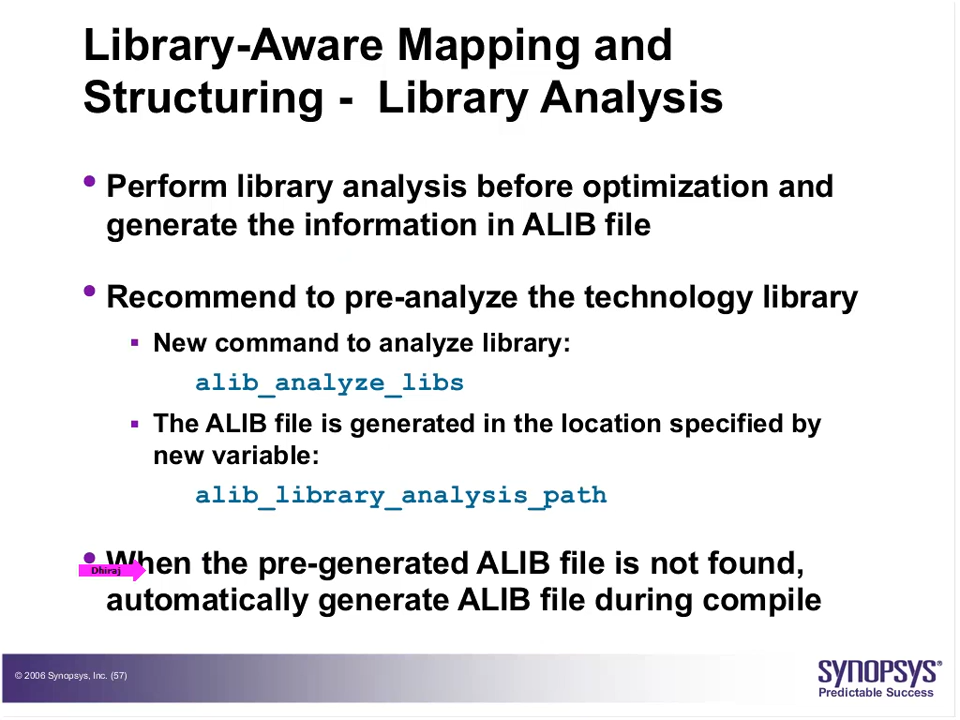 Library-Aware Mapping and
Structuring - Library Analysis
• Perform library analysis before optimization and
generate the information in ALIB file
• Recommend to pre-analyze the technology library
▪ New command to analyze library:
alib_analyze_libs
▪ The ALIB file is generated in the location specified by
new variable:
alib_library_analysis_path
• When the pre-generated ALIB file is not found,
Dhiraj
automatically generate ALIB file during compile
© 2006 Synopsys, Inc. (57)
SYNOPSYS®
Predictable Success